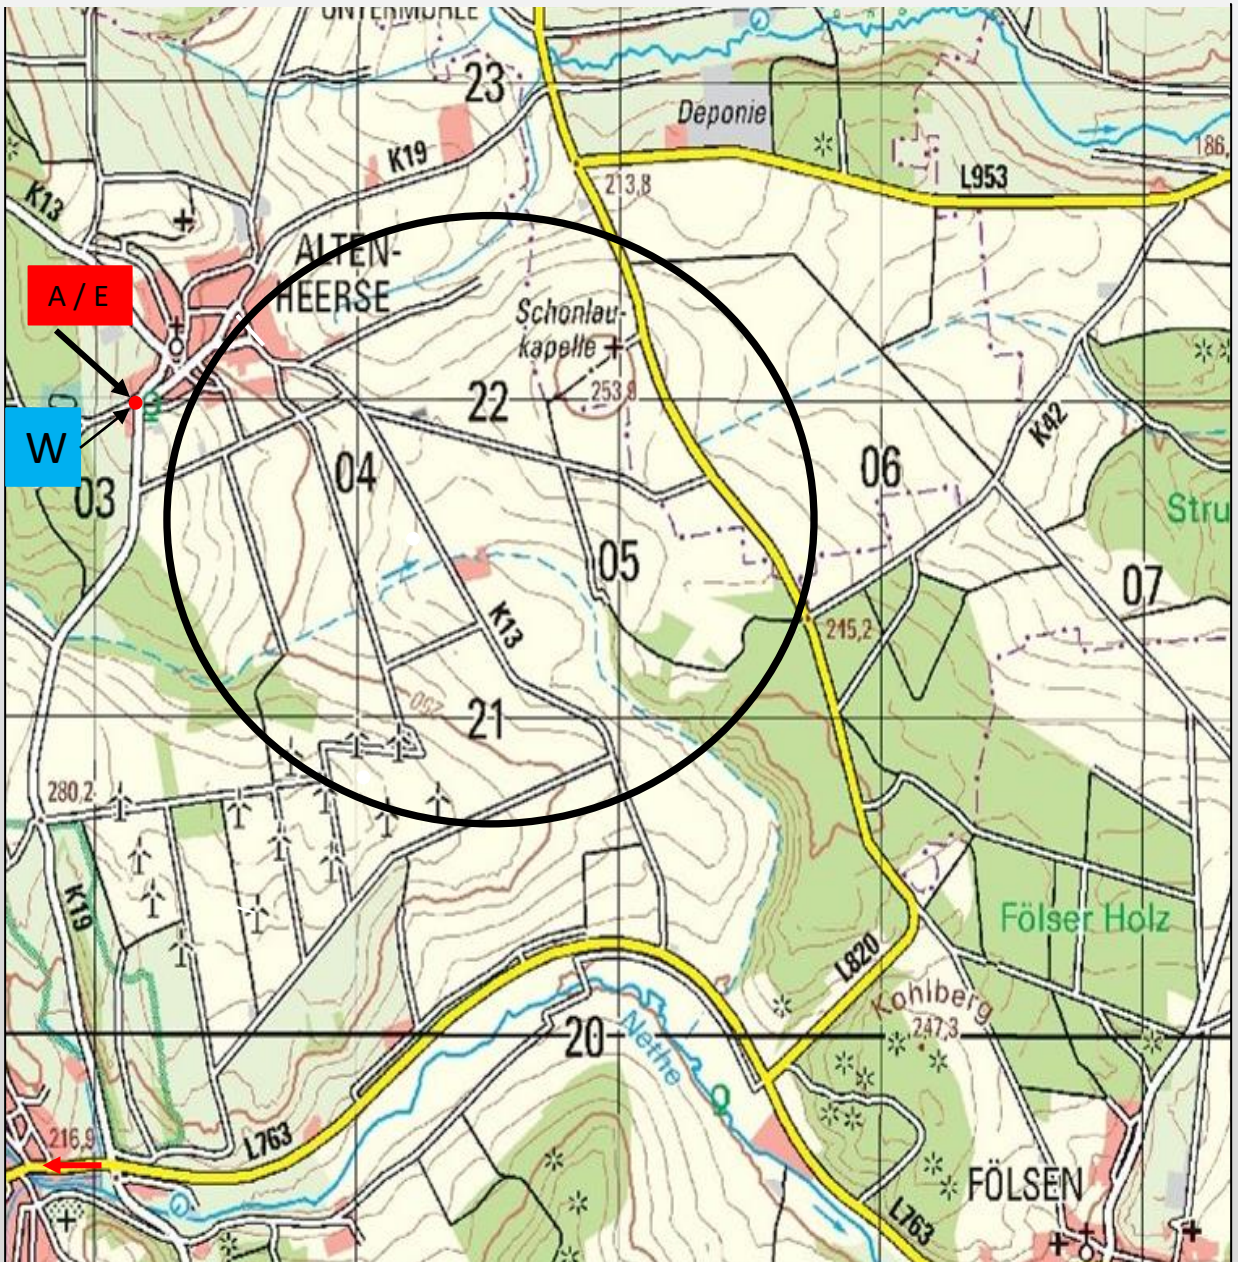 UNTERMÜHLE
23
Deponie
K19
186,
L953
K13
213,8
ALTEN-
HEERSE
A / E
Schonlau-
kapelle
253,8
22
W
K42
03
04
06
Stru
05
07
K13
215,2
250
21
280,2
K19
Fölser Holz
L820
Kohlberg
247,3
20
Nethe
216,9
L763
FÖLSEN
L763